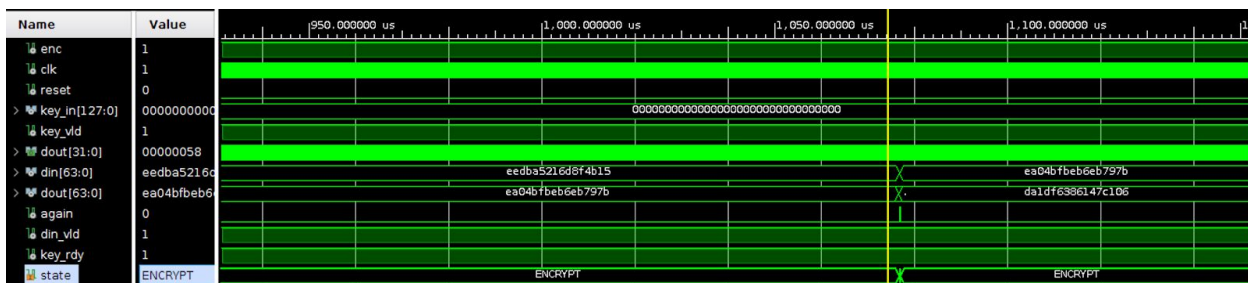 Name Value 950.000000 us 1,000.000000 us 1,050.000000 us 1,100.000000 us
enc 1
clk 1
reset 0
key_in[127:0] 0000000000 00000000000000000000000000000000
key_vld 1
dout[31:0] 00000058
din[63:0] eedba5216d eedba5216d8f4b15 ea04bfbeb6eb797b
dout[63:0] ea04bfbeb6 ea04bfbeb6eb797b da1df6386147c106
again 0
din_vld 1
key_rdy 1
state ENCRYPT ENCRYPT ENCRYPT